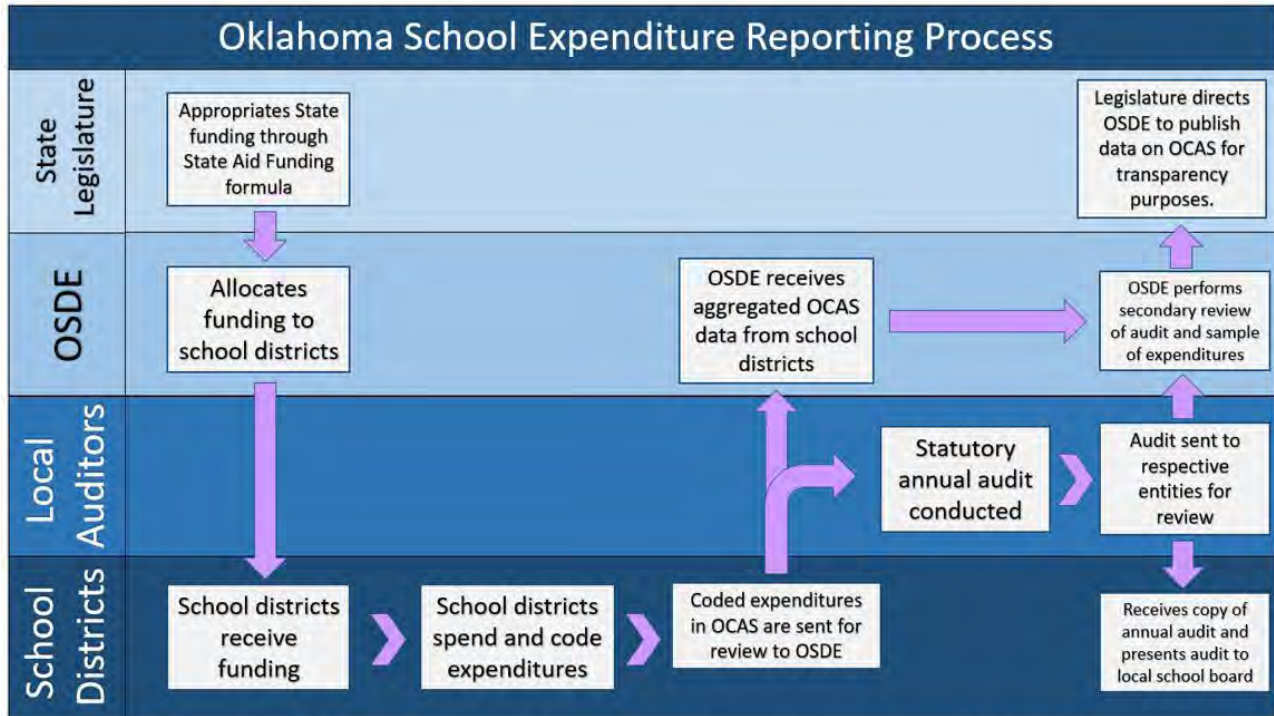 Oklahoma School Expenditure Reporting Process
State
Legislature
Appropriates State
funding through
State Aid Funding
formula
Legislature directs
OSDE to publish
data on OCAS for
transparency
purposes.
OSDE
Allocates
funding to
school districts
OSDE receives
aggregated OCAS
data from school
districts
OSDE performs
secondary review
of audit and sample
of expenditures
Local
Auditors
Statutory
annual audit
conducted
Audit sent to
respective
entities for
review
School
Districts
School districts
receive
funding
School districts
spend and code
expenditures
Coded expenditures
in OCAS are sent for
review to OSDE
Receives copy of
annual audit and
presents audit to
local school board